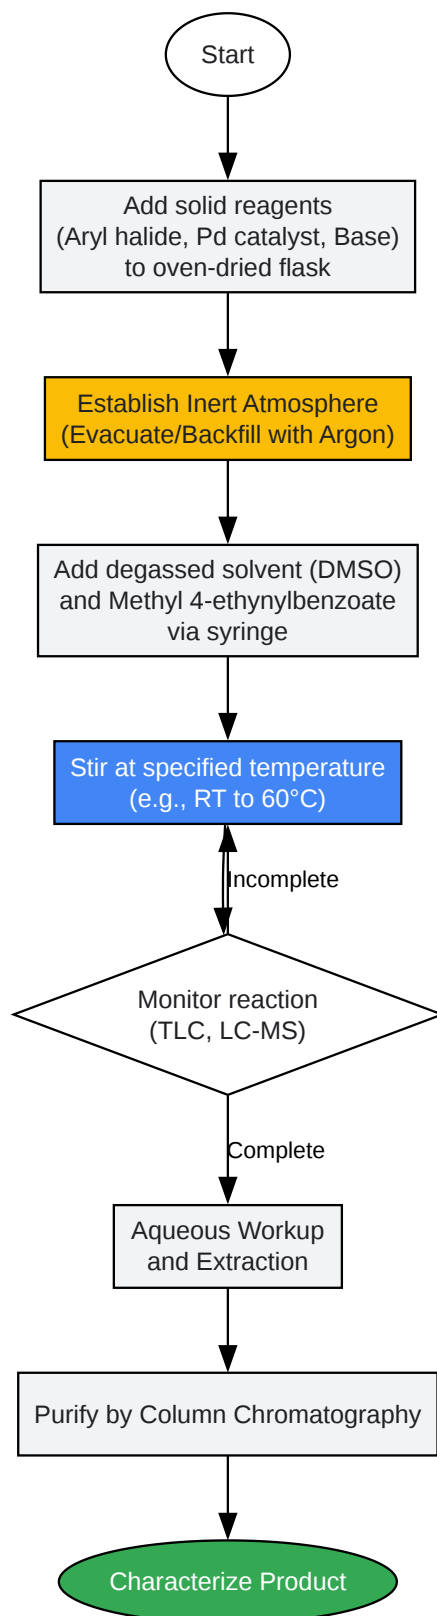 Start
Add solid reagents
(Aryl halide, Pd catalyst, Base)
to oven-dried flask
Establish Inert Atmosphere
(Evacuate/Backfill with Argon)
Add degassed solvent (DMSO)
and Methyl 4-ethynylbenzoate
via syringe
Stir at specified temperature
(e.g., RT to 60°C)
Incomplete
Monitor reaction
(TLC, LC-MS)
Complete
Aqueous Workup
and Extraction
Purify by Column Chromatography
Characterize Product